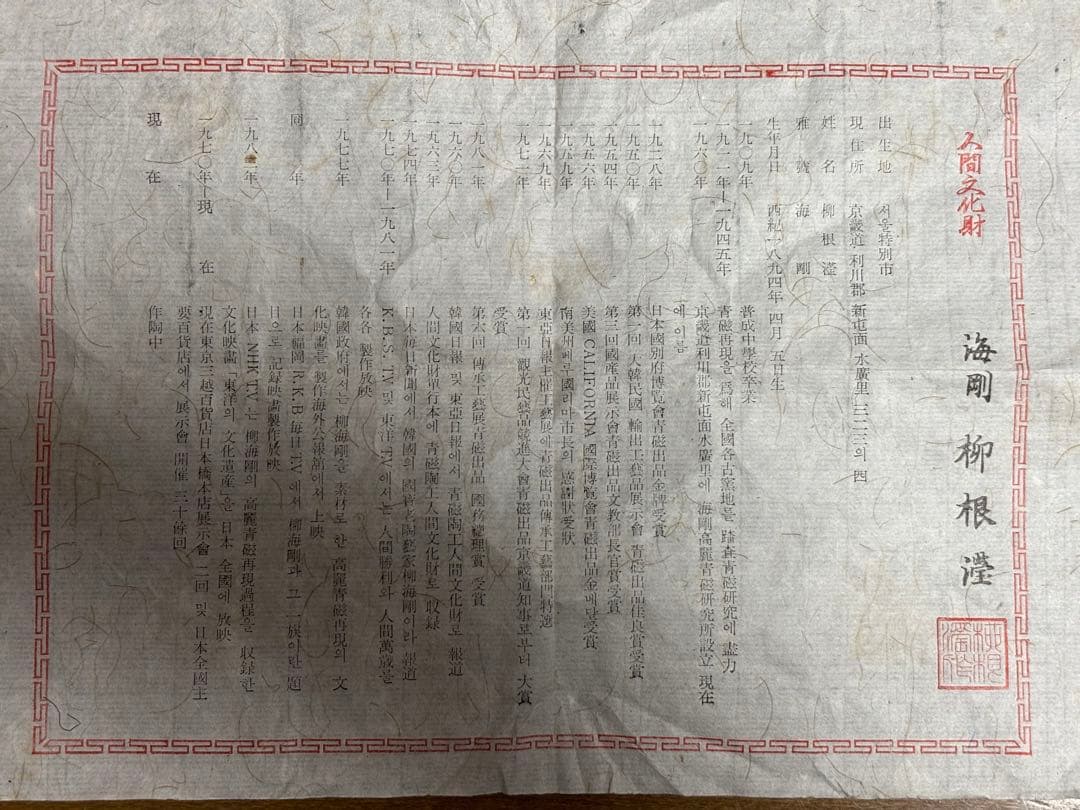 人間文化財
海剛 柳根瀅
出生地 서울特別市
現住所 京畿道 利川郡 新屯面 水廣里 三二三의 四
姓名 柳根瀅
雅號 海剛
生年月日 西紀一八九四年 四月 五日生
一九〇九年 普成中學校卒業
一九一一年—一九四五年 青磁再現을 爲해 全國各古窯地를 踏査青磁研究에 盡力
一九六〇年 京畿道利川郡新屯面水廣里에 海剛高麗青磁研究所設立 現在
에 이름
一九二八年 日本國別府博覽會青磁出品金牌受賞
一九五〇年 第一回 大韓民國 輸出工藝品展示會 青磁出品佳良賞受賞
一九五四年 第三回國産品展示會青磁出品文教部長官賞受賞
一九五六年 美國 CALIFORNIA 國際博覽會青磁出品金메달受賞
一九五九年 南美州페루國리마市長의 感謝狀受狀
一九六九年 東亞日報主催工藝展에青磁出品傳承工藝部門特選
一九七一年 第一回 觀光民藝品競進大會青磁出品京畿道知事로부터 大賞
受賞
一九八一年 第六回 傳承工藝展青磁出品 國務總理賞 受賞
一九六〇年 韓國日報 및 東亞日報에서 青磁陶工人間文化財로 報道
一九六三年 人間文化財單行本에 青磁陶工人間文化財로 収録
一九七四年 日本每日新聞에서 韓國의 國寶老陶藝家柳海剛이라 報道
一九七〇年—一九八一年 K.B.S. TV 및 東洋 T.V에서는 人間勝利와 人間萬歲를
各各 製作放映
一九七七年 韓國政府에서는 柳海剛을 素材로 한 高麗青磁再現의 文
化映畵를 製作海外公報舘에서 上映
同 年 日本福岡 R.K.B 每日 T.V에서 柳海剛과 그 一族이란 題
目으로 記録映畵製作放映
一九八一年 日本 NHK T.V는 柳海剛의 高麗青磁再現過程을 収録한
文化映畵「東洋의 文化遺産」을 日本 全國에 放映
一九七〇年—現 在 現在東京三越百貨店日本橋本店展示會 二回 및 日本全國主
要百貨店에서 展示會 開催 三十餘回
現 在 作陶中